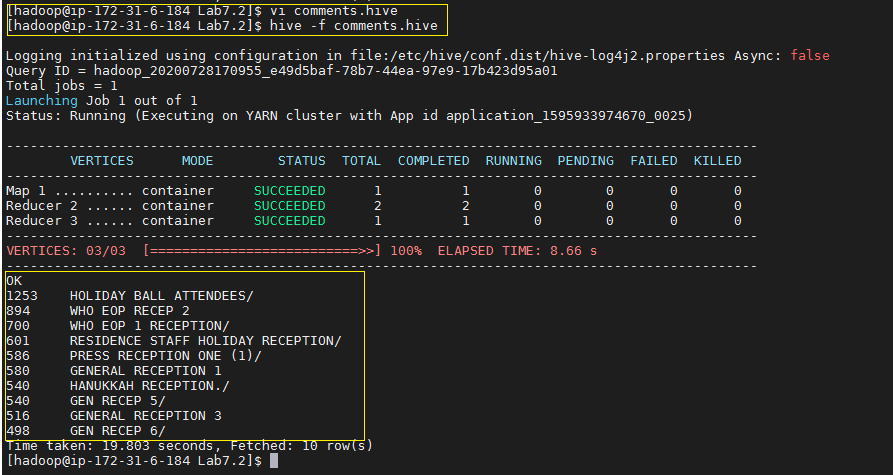 [hadoop@ip-172-31-6-184 Lab7.2]$ vi comments.hive
[hadoop@ip-172-31-6-184 Lab7.2]$ hive -f comments.hive
Logging initialized using configuration in file:/etc/hive/conf.dist/hive-log4j2.properties Async: false
Query ID = hadoop_20200728170955_e49d5baf-78b7-44ea-97e9-17b423d95a01
Total jobs = 1
Launching Job 1 out of 1
Status: Running (Executing on YARN cluster with App id application_1595933974670_0025)
----------------------------------------------------------------------------------------------
VERTICES MODE STATUS TOTAL COMPLETED RUNNING PENDING FAILED KILLED
----------------------------------------------------------------------------------------------
Map 1 .......... container SUCCEEDED 1 1 0 0 0 0
Reducer 2 ...... container SUCCEEDED 2 2 0 0 0 0
Reducer 3 ...... container SUCCEEDED 1 1 0 0 0 0
----------------------------------------------------------------------------------------------
VERTICES: 03/03 [==========================>>] 100% ELAPSED TIME: 8.66 s
----------------------------------------------------------------------------------------------
OK
1253 HOLIDAY BALL ATTENDEES/
894 WHO EOP RECEP 2
700 WHO EOP 1 RECEPTION/
601 RESIDENCE STAFF HOLIDAY RECEPTION/
586 PRESS RECEPTION ONE (1)/
580 GENERAL RECEPTION 1
540 HANUKKAH RECEPTION./
540 GEN RECEP 5/
516 GENERAL RECEPTION 3
498 GEN RECEP 6/
Time taken: 19.803 seconds, Fetched: 10 row(s)
[hadoop@ip-172-31-6-184 Lab7.2]$